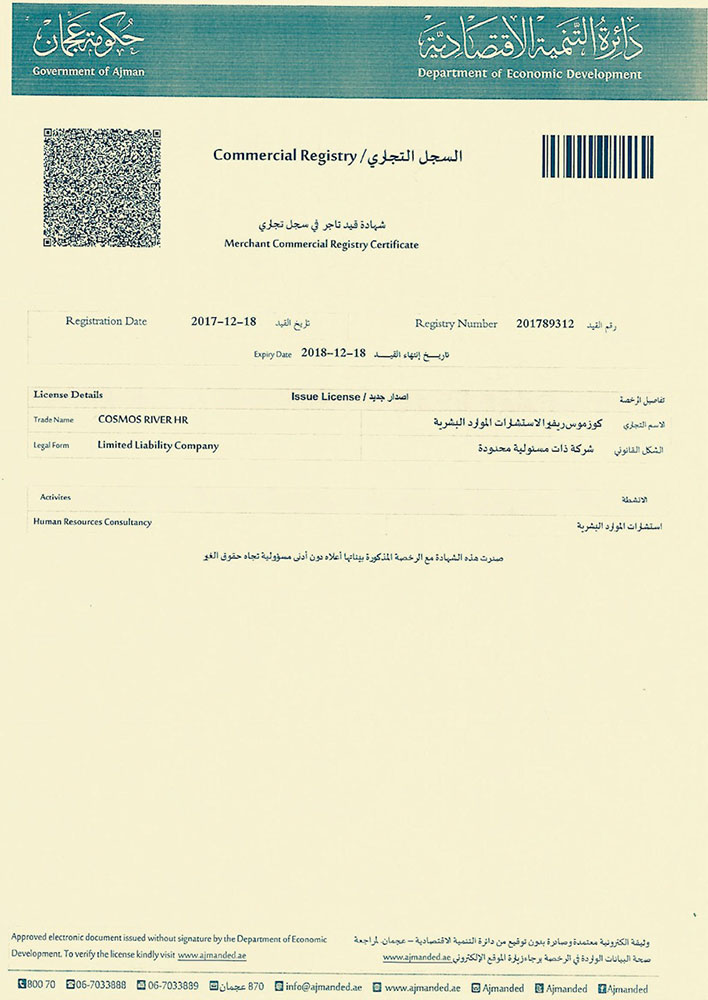 حكومة عجمان
Government of Ajman
دائرة التنمية الاقتصادية
Department of Economic Development
Commercial Registry / السجل التجاري
شهادة قيد تاجر في سجل تجاري
Merchant Commercial Registry Certificate
Registration Date 2017-12-18 تاريخ القيد
Registry Number 201789312 رقم القيد
Expiry Date 2018-12-18 تاريخ إنتهاء القيد
License Details Issue License / اصدار جديد تفاصيل الرخصة
Trade Name COSMOS RIVER HR كوزموس ريفير لاستشارات الموارد البشرية الاسم التجاري
Legal Form Limited Liability Company شركة ذات مسئولية محدودة الشكل القانوني
Activites الانشطة
Human Resources Consultancy استشارات الموارد البشرية
صدرت هذه الشهادة مع الرخصة المذكورة بيناتها أعلاه دون أدنى مسؤولية تجاه حقوق الغير
Approved electronic document issued without signature by the Department of Economic
Development. To verify the license kindly visit www.ajmanded.ae
وثيقة الكترونية معتمدة وصادرة بدون توقيع من دائرة التنمية الاقتصادية - عجمان. لمراجعة
صحة البيانات الواردة في الرخصة برجاء زيارة الموقع الإلكتروني www.ajmanded.ae
800 70 06-7033888 06-7033889 عجمان 870 info@ajmanded.ae www.ajmanded.ae Ajmanded Ajmanded Ajmanded